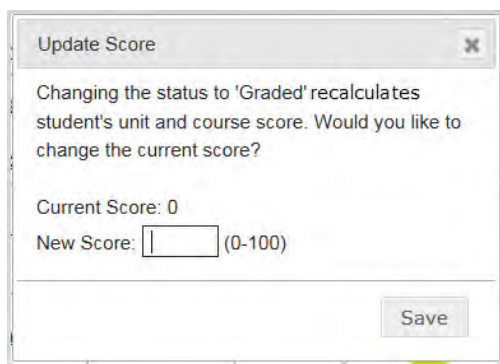 Update Score
Changing the status to 'Graded' recalculates
student's unit and course score. Would you like to
change the current score?
Current Score: 0
New Score: (0-100)
Save